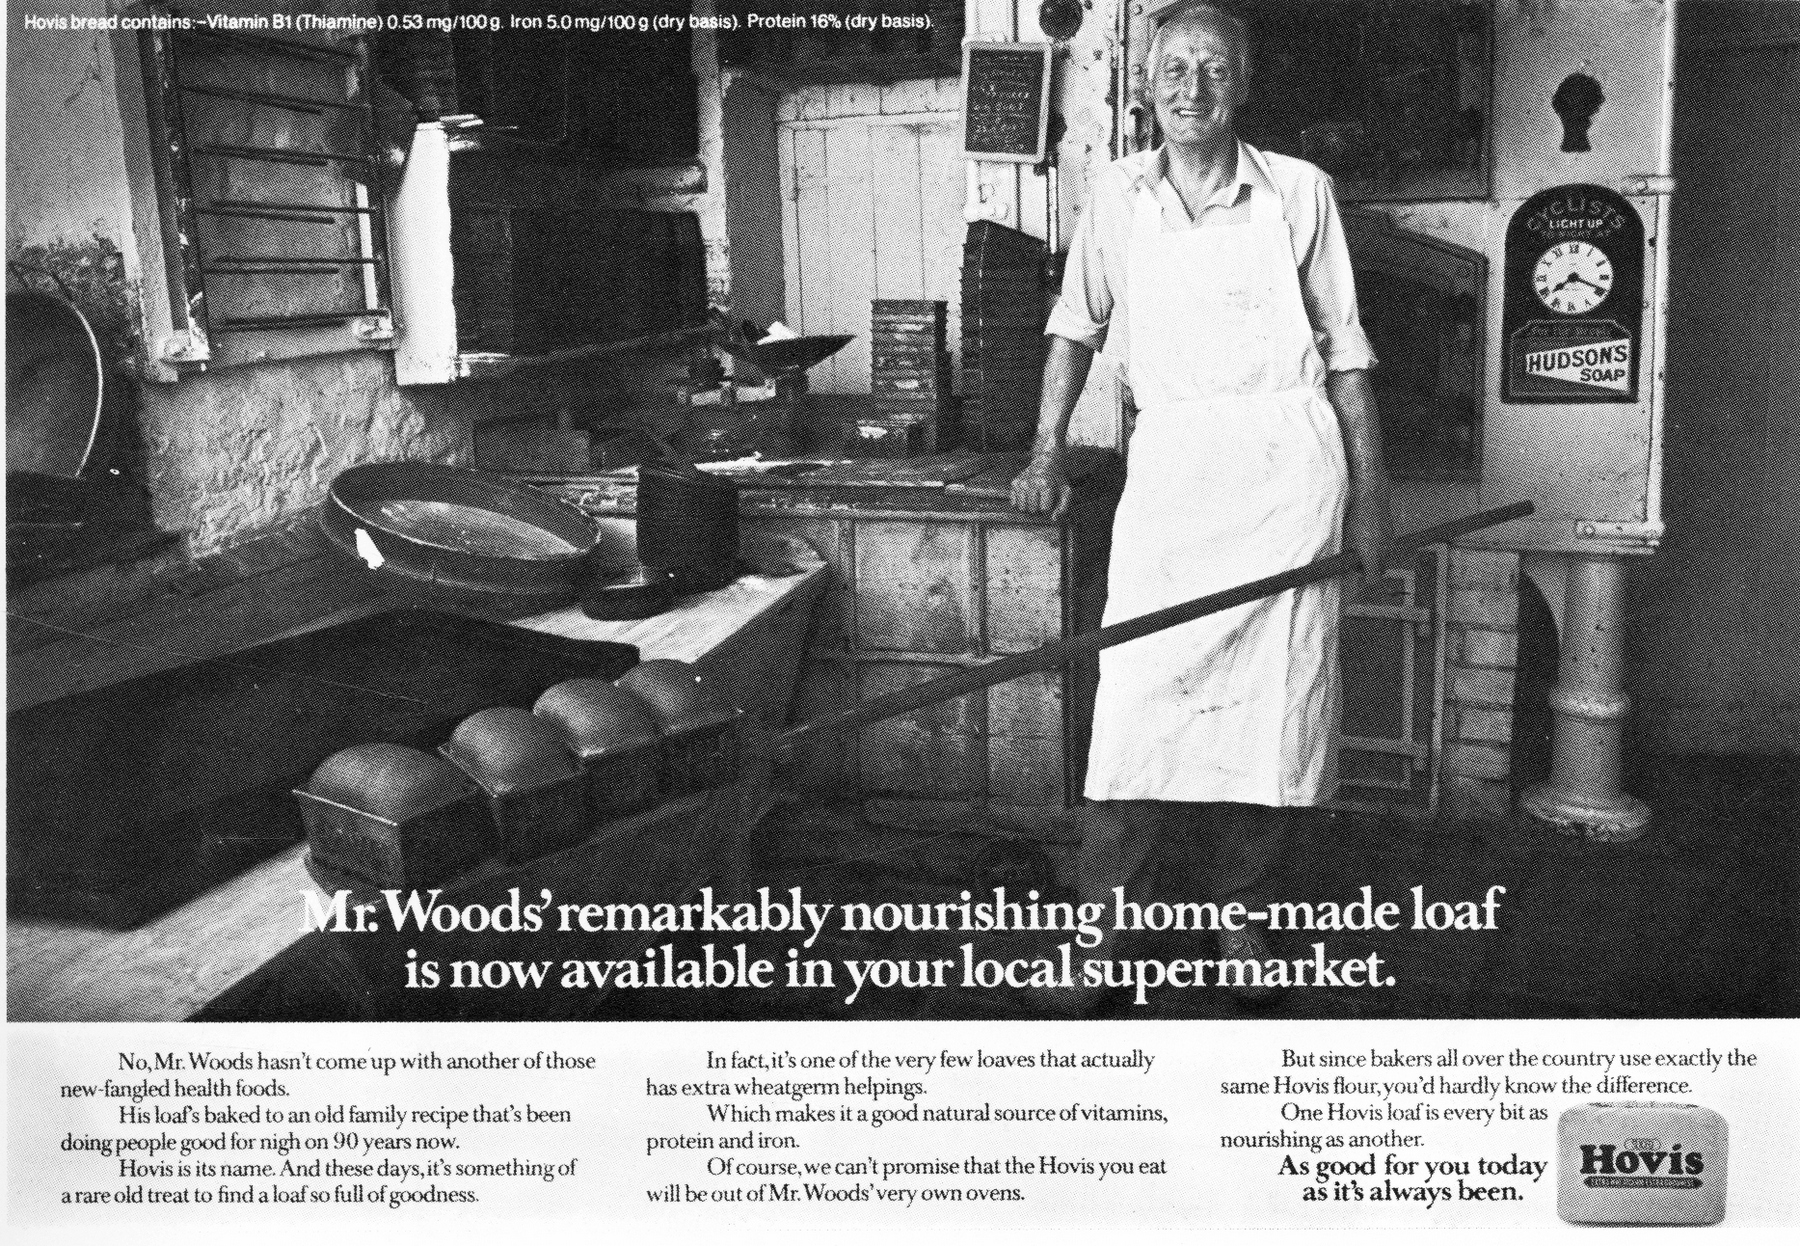 Hovis bread contains:-Vitamin B1 (Thiamine) 0.53 mg/100 g. Iron 5.0 mg/100 g (dry basis). Protein 16% (dry basis).
CYCLISTS
LIGHT UP
HUDSON'S
SOAP
Mr. Woods' remarkably nourishing home-made loaf
is now available in your local supermarket.
No, Mr. Woods hasn't come up with another of those
new-fangled health foods.
His loaf's baked to an old family recipe that's been
doing people good for nigh on 90 years now.
Hovis is its name. And these days, it's something of
a rare old treat to find a loaf so full of goodness.
In fact, it's one of the very few loaves that actually
has extra wheatgerm helpings.
Which makes it a good natural source of vitamins,
protein and iron.
Of course, we can't promise that the Hovis you eat
will be out of Mr. Woods' very own ovens.
But since bakers all over the country use exactly the
same Hovis flour, you'd hardly know the difference.
One Hovis loaf is every bit as
nourishing as another.
As good for you today
as it's always been.
Hovis